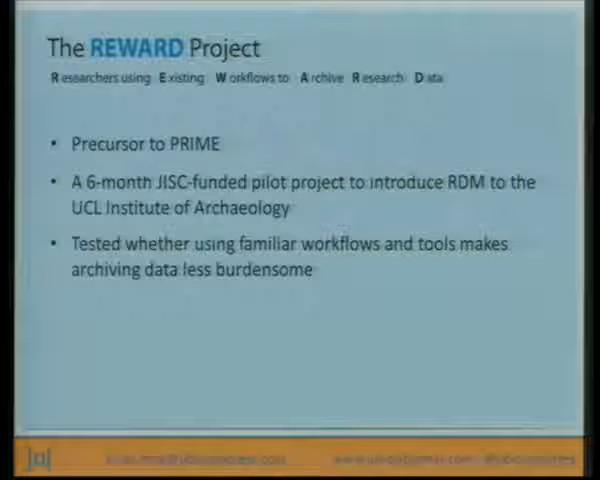 The REWARD Project
Researchers using Existing Workflows to Archive Research Data
• Precursor to PRIME
• A 6-month JISC-funded pilot project to introduce RDM to the
UCL Institute of Archaeology
• Tested whether using familiar workflows and tools makes
archiving data less burdensome